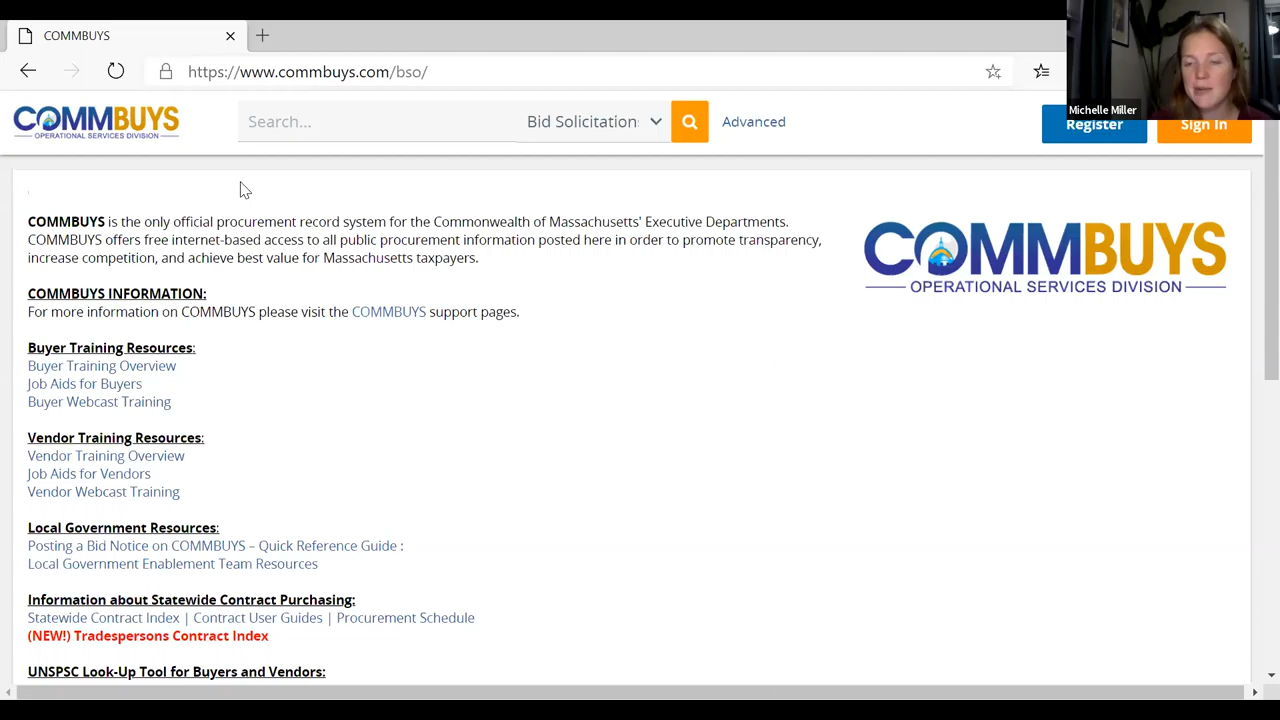 COMMBUYS
https://www.commbuys.com/bso/
Michelle Miller
COMMBUYS
OPERATIONAL SERVICES DIVISION
Search...
Bid Solicitation
Advanced
Register
Sign In
COMMBUYS is the only official procurement record system for the Commonwealth of Massachusetts' Executive Departments.
COMMBUYS offers free internet-based access to all public procurement information posted here in order to promote transparency,
increase competition, and achieve best value for Massachusetts taxpayers.
COMMBUYS
OPERATIONAL SERVICES DIVISION
COMMBUYS INFORMATION:
For more information on COMMBUYS please visit the COMMBUYS support pages.
Buyer Training Resources:
Buyer Training Overview
Job Aids for Buyers
Buyer Webcast Training
Vendor Training Resources:
Vendor Training Overview
Job Aids for Vendors
Vendor Webcast Training
Local Government Resources:
Posting a Bid Notice on COMMBUYS – Quick Reference Guide :
Local Government Enablement Team Resources
Information about Statewide Contract Purchasing:
Statewide Contract Index | Contract User Guides | Procurement Schedule
(NEW!) Tradespersons Contract Index
UNSPSC Look-Up Tool for Buyers and Vendors: